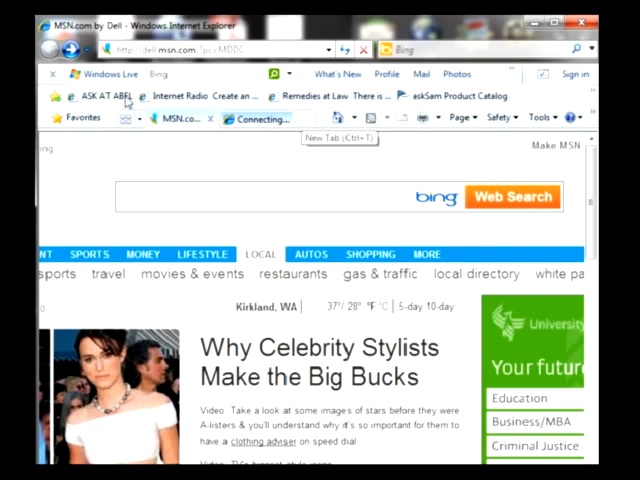 MSN.com by Dell - Windows Internet Explorer
http://dell.msn.com/?pc=MDDC
Bing
Windows Live Bing What's New Profile Mail Photos Sign in
ASK AT ABFL Internet Radio Create an ... Remedies at Law There is ... askSam Product Catalog
Favorites MSN.co... Connecting... Page Safety Tools
New Tab (Ctrl+T)
ing Make MSN
bing Web Search
NT SPORTS MONEY LIFESTYLE LOCAL AUTOS SHOPPING MORE
sports travel movies & events restaurants gas & traffic local directory white pa
Kirkland, WA 37°/ 28° °F °C 5-day 10-day
University
Why Celebrity Stylists
Make the Big Bucks
Your future
Education
Video Take a look at some images of stars before they were
A-listers & you'll understand why it's so important for them to
have a clothing adviser on speed dial
Business/MBA
Criminal Justice